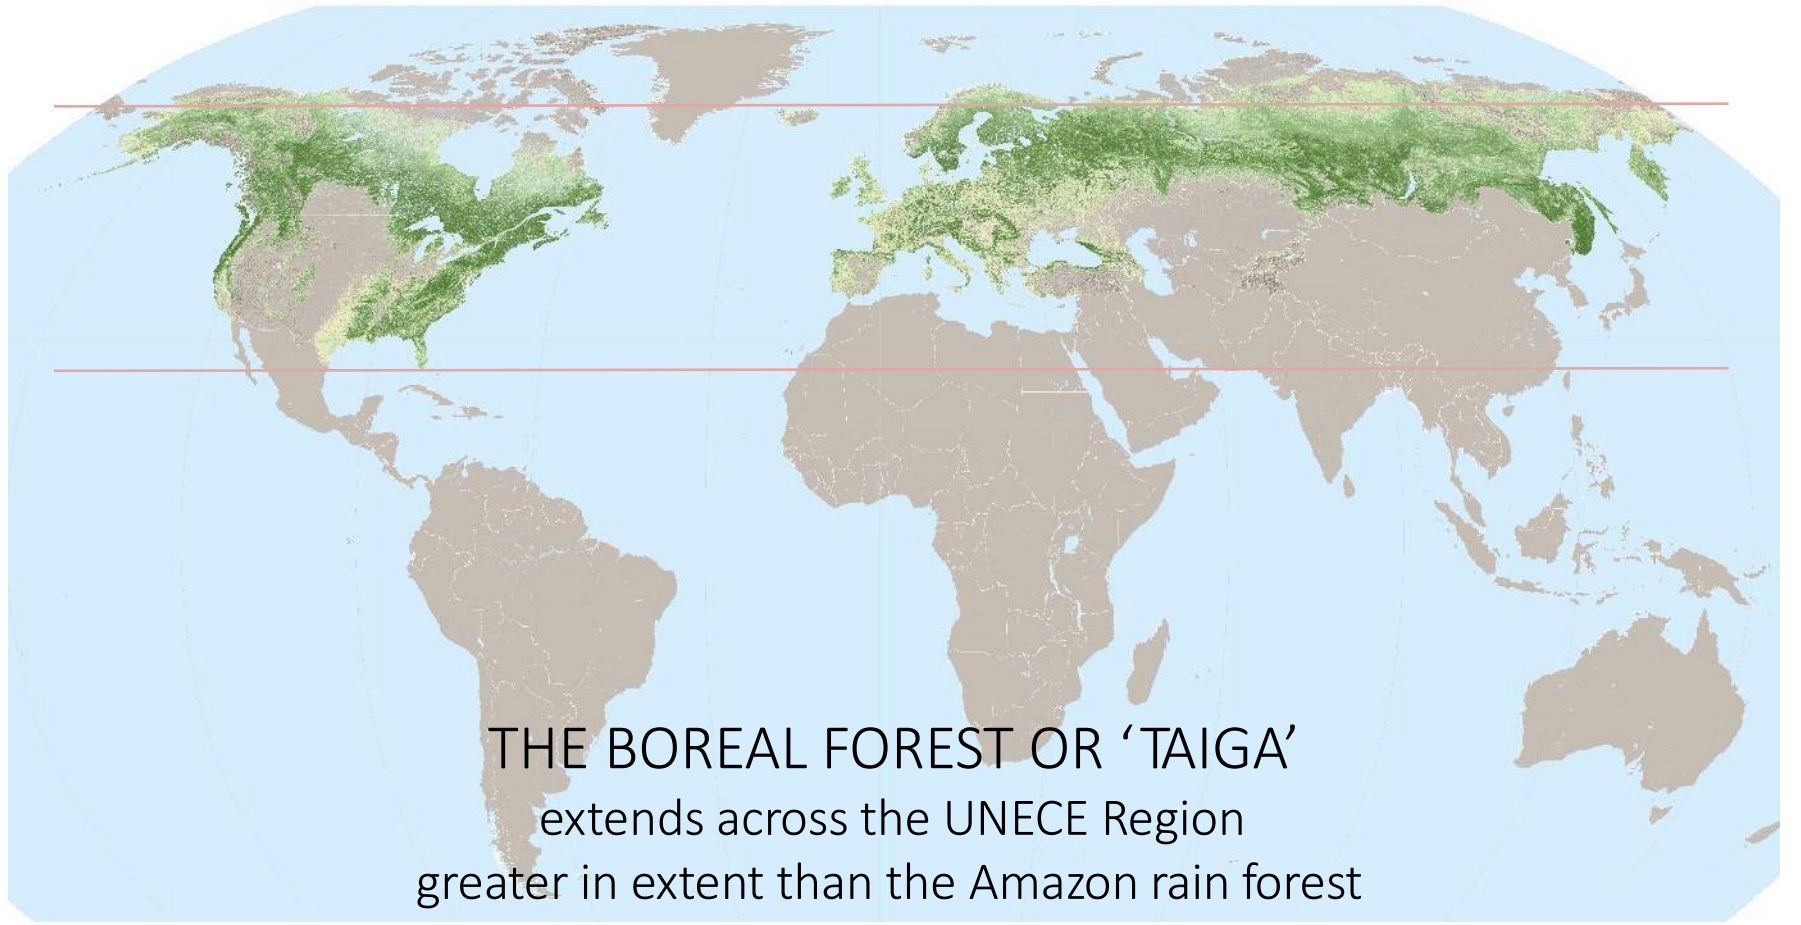 THE BOREAL FOREST OR ‘TAIGA’
extends across the UNECE Region
greater in extent than the Amazon rain forest